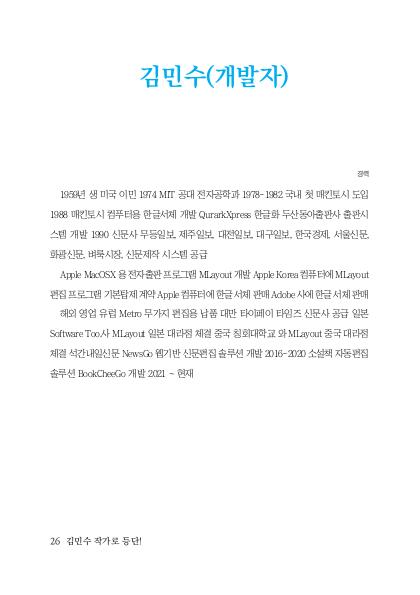 김민수(개발자)
경력
1959년 생 미국 이민 1974 MIT 공대 전자공학과 1978-1982 국내 첫 매킨토시 도입
1988 매킨토시 컴푸터용 한글서체 개발 QurarkXpress 한글화 두산동아출판사 출판시
스템 개발 1990 신문사 무등일보, 제주일보, 대전일보, 대구일보, 한국경제, 서울신문,
화광신문, 벼룩시장, 신문제작 시스템 공급
Apple MacOSX 용 전자출판 프로그램 MLayout 개발 Apple Korea 컴퓨터에 MLayout
편집 프로그램 기본탑제 계약 Apple 컴퓨터에 한글 서체 판매 Adobe 사에 한글 서체 판매
해외 영업 유럽 Metro 무가지 편집용 납품 대만 타이페이 타임즈 신문사 공급 일본
Software Too사 MLayout 일본 대라점 체결 중국 칭회대학교 와 MLayout 중국 대라점
체결 석간내일신문 NewsGo 웹기반 신문편집 솔루션 개발 2016-2020 소설책 자동편집
솔루션 BookCheeGo 개발 2021 ~ 현재
26 김민수 작가로 등단!